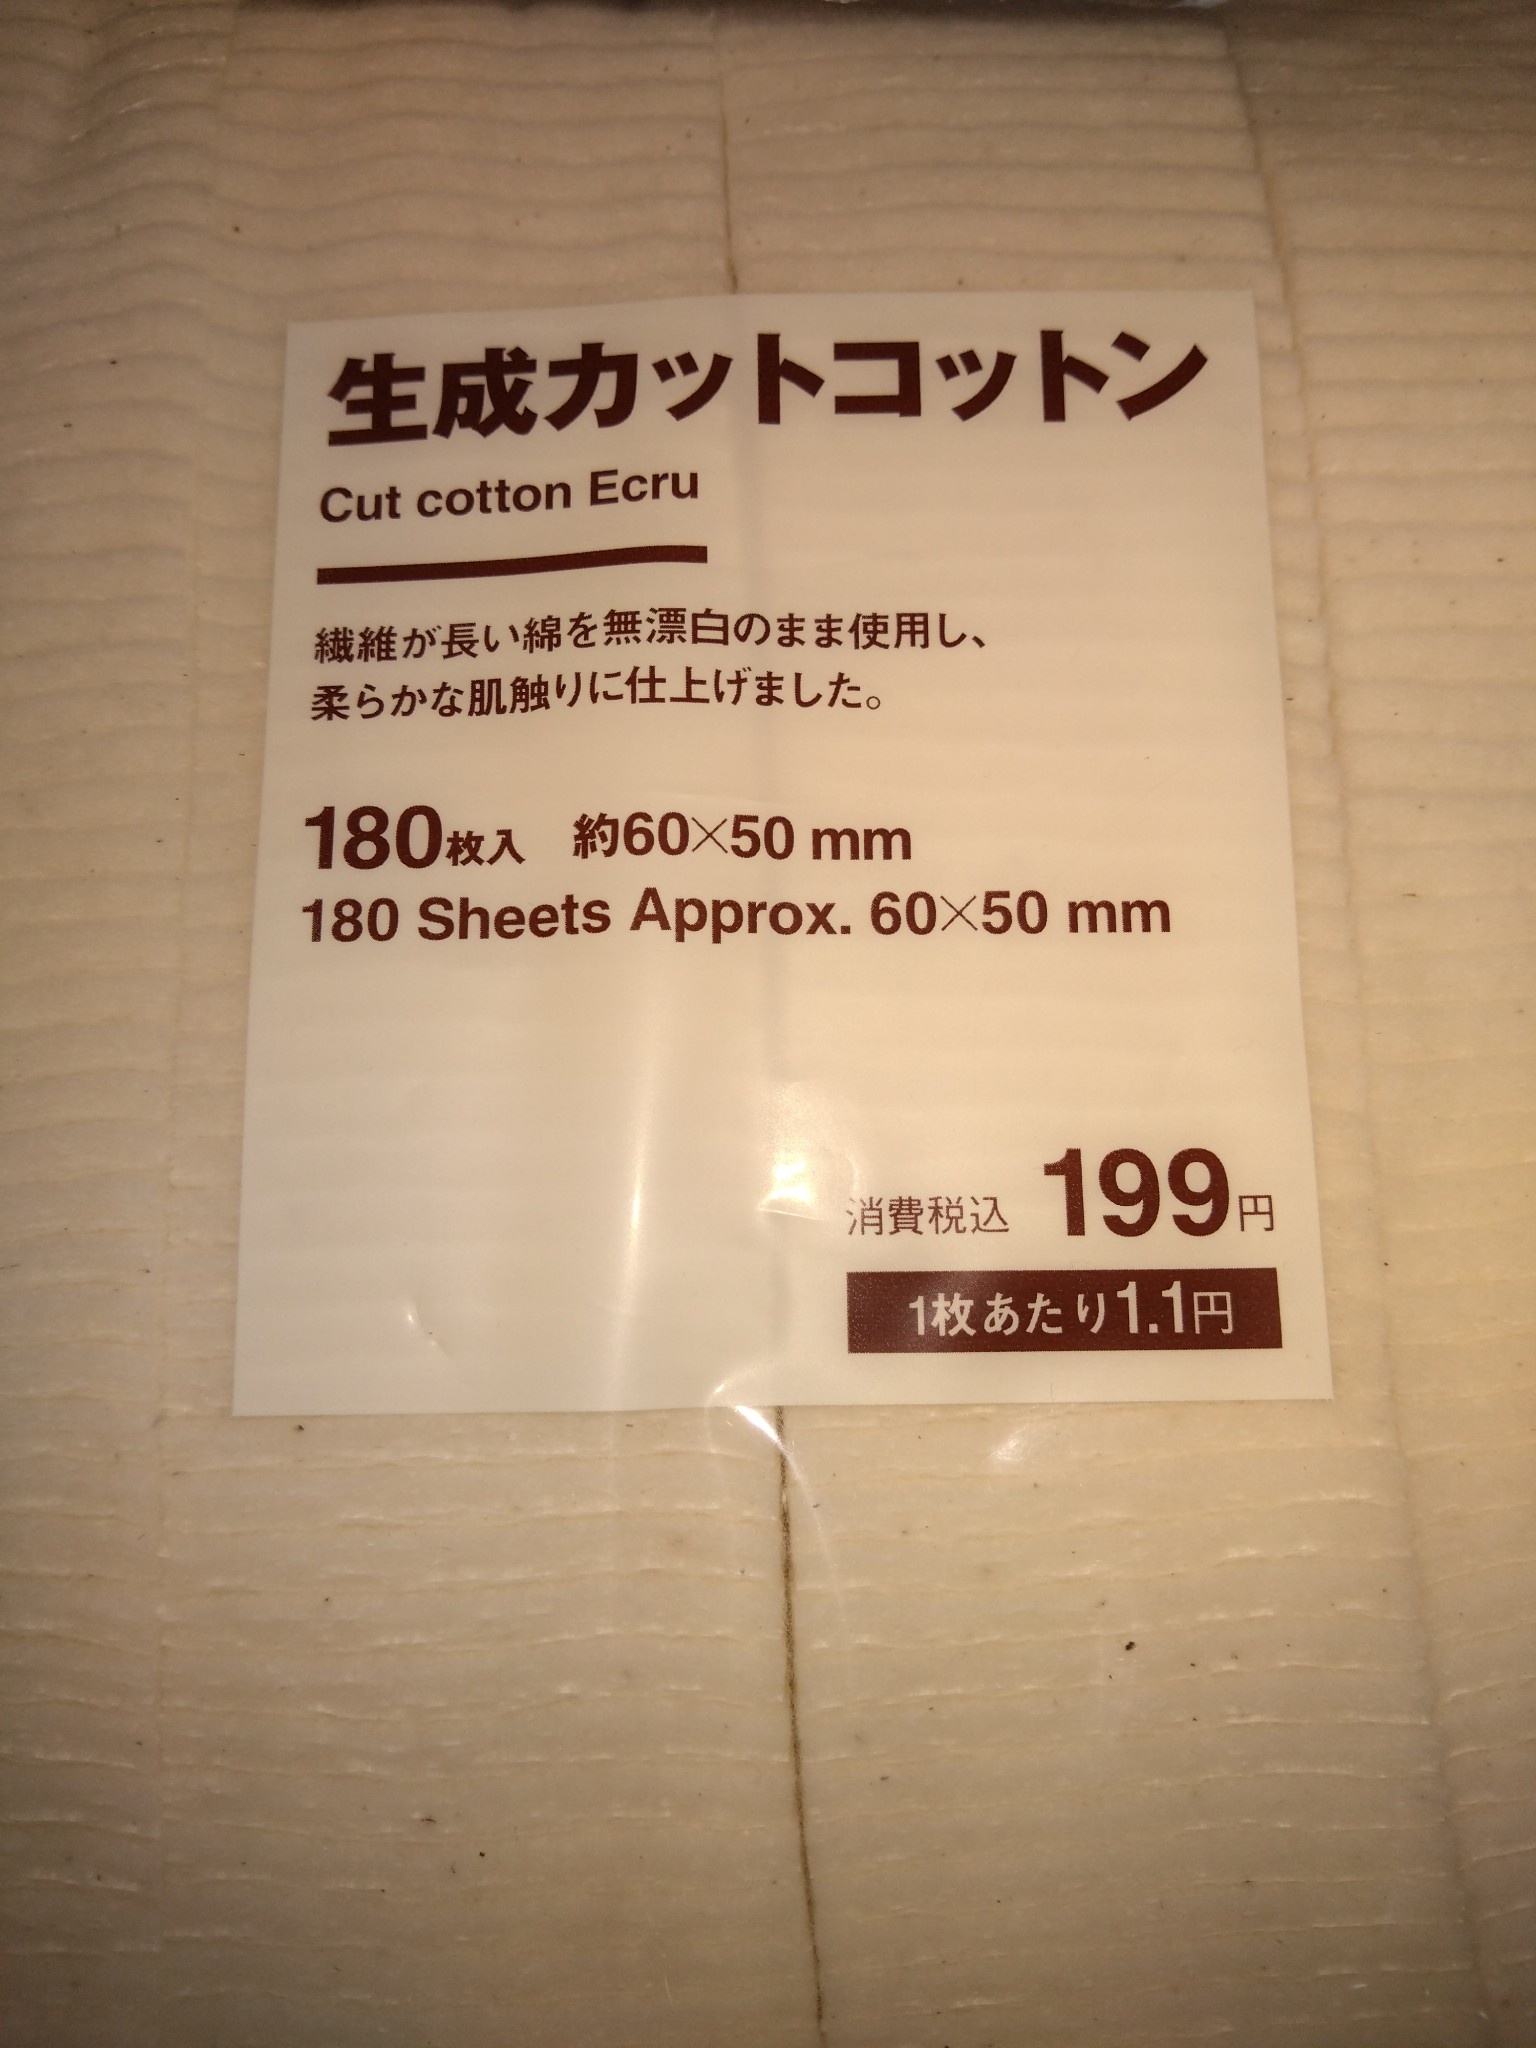 生成カットコットン
Cut cotton Ecru
繊維が長い綿を無漂白のまま使用し、
柔らかな肌触りに仕上げました。
180枚入 約60×50 mm
180 Sheets Approx. 60×50 mm
消費税込 199円
1枚あたり1.1円